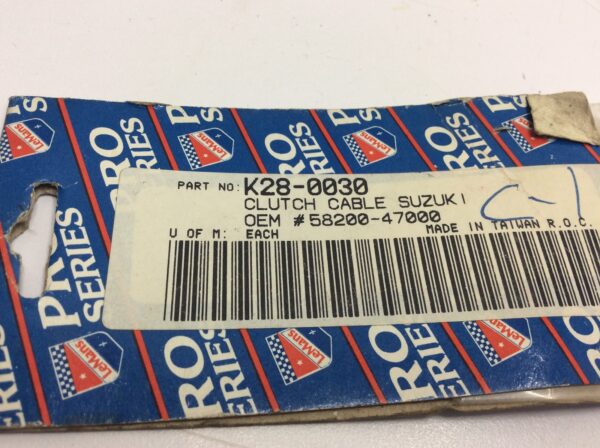 PRO SERIES
LeMans
PART NO: K28-0030
CLUTCH CABLE SUZUKI
OEM #58200-47000
U OF M: EACH
MADE IN TAIWAN R.O.C.
C-1
PRO SERIES
LeMans
PRO SERIES
LeMans
PRO SERIES
LeMans